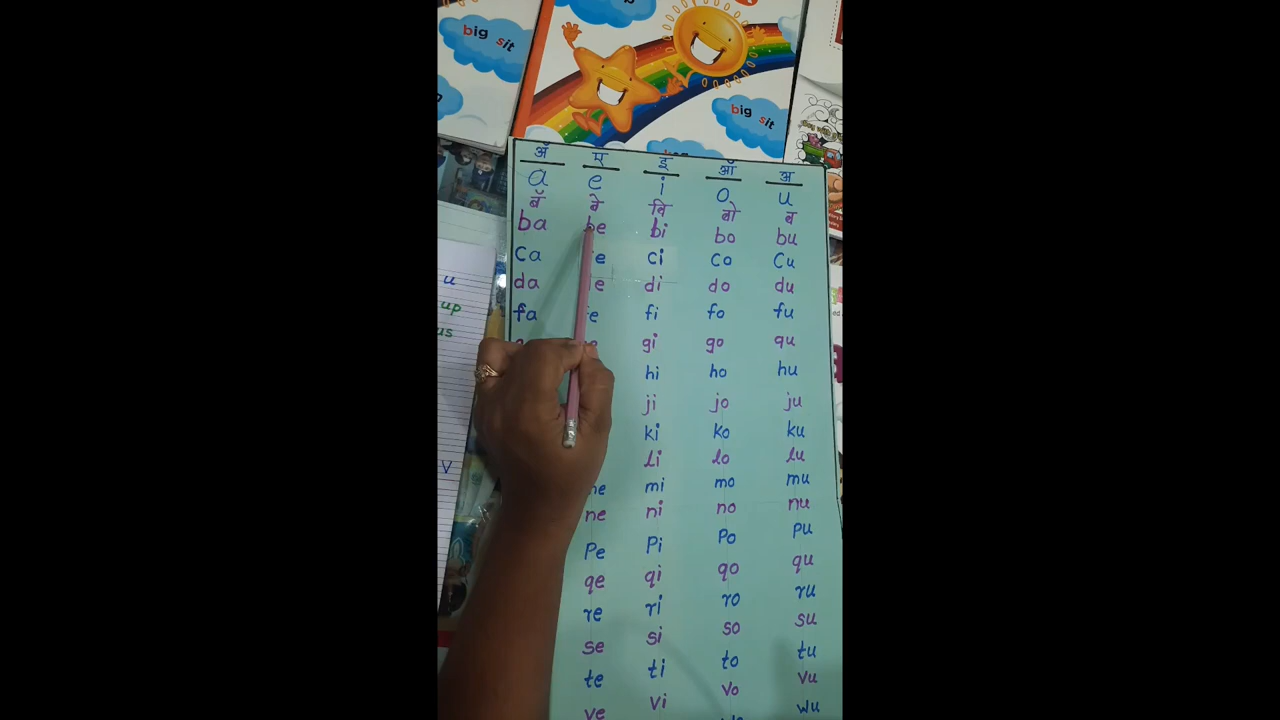 big sit
big sit
अॅ ए इ ऑ अ
a e i o u
बॅ बे बि बो ब
ba be bi bo bu
ca e ci co cu
da e di do du
fa e fi fo fu
gi go qu
hi ho hu
ji jo ju
ki ko ku
li lo lu
me mi mo mu
ne ni no nu
Pe Pi Po Pu
qe qi qo qu
re ri ro ru
se si so su
te ti to tu
ve vi vo vu
wu
u
up
us
V